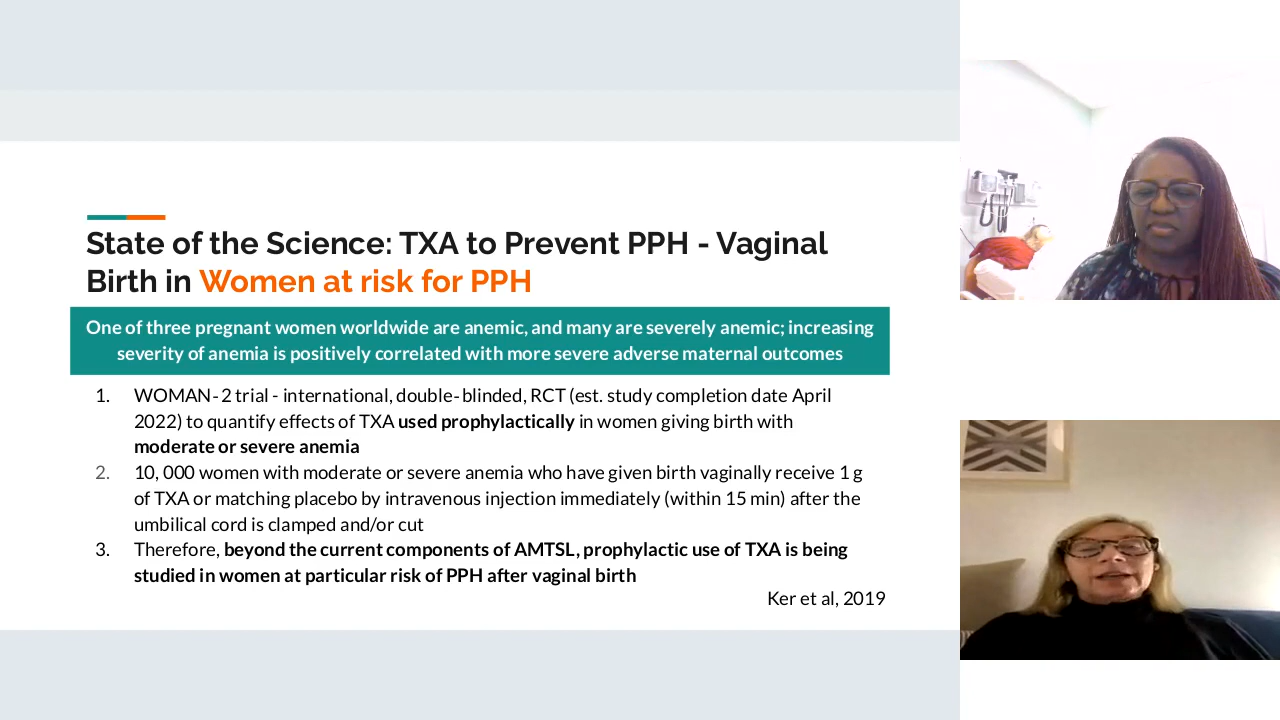 State of the Science: TXA to Prevent PPH - Vaginal
Birth in Women at risk for PPH
One of three pregnant women worldwide are anemic, and many are severely anemic; increasing
severity of anemia is positively correlated with more severe adverse maternal outcomes
1. WOMAN-2 trial - international, double-blinded, RCT (est. study completion date April
2022) to quantify effects of TXA used prophylactically in women giving birth with
moderate or severe anemia
2. 10, 000 women with moderate or severe anemia who have given birth vaginally receive 1 g
of TXA or matching placebo by intravenous injection immediately (within 15 min) after the
umbilical cord is clamped and/or cut
3. Therefore, beyond the current components of AMTSL, prophylactic use of TXA is being
studied in women at particular risk of PPH after vaginal birth
Ker et al, 2019